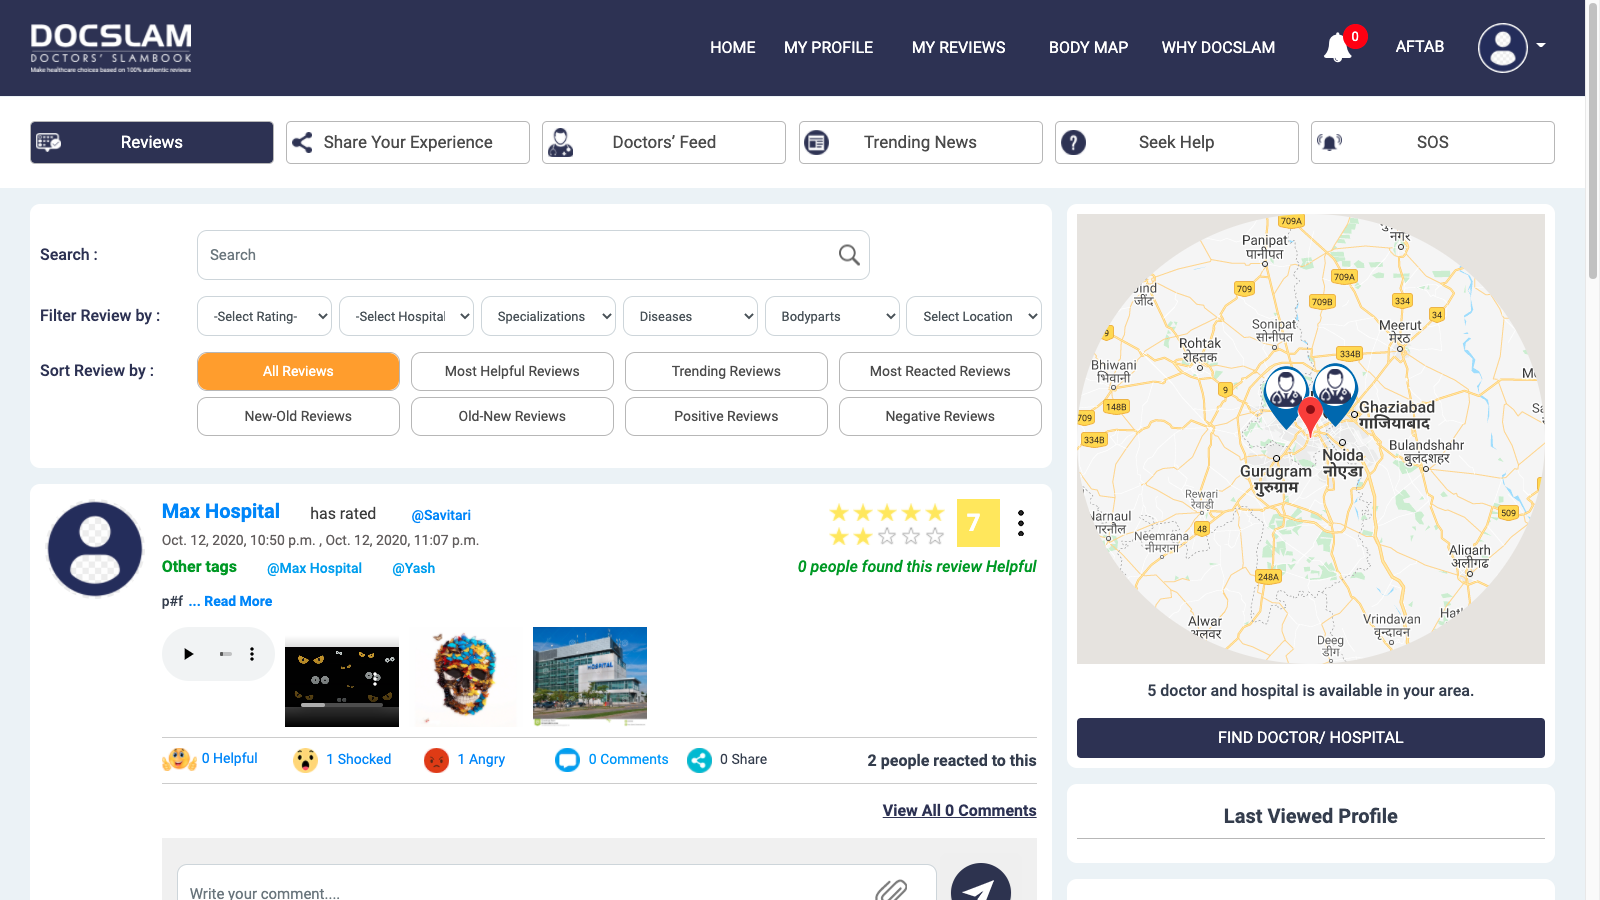 DOCSLAM
DOCTORS' SLAMBOOK
Make healthcare choices based on 100% authentic reviews
HOME MY PROFILE MY REVIEWS BODY MAP WHY DOCSLAM 0 AFTAB
Reviews Share Your Experience Doctors' Feed Trending News Seek Help SOS
Search : Search
Filter Review by : -Select Rating- -Select Hospital Specializations Diseases Bodyparts Select Location
Sort Review by : All Reviews Most Helpful Reviews Trending Reviews Most Reacted Reviews
New-Old Reviews Old-New Reviews Positive Reviews Negative Reviews
Max Hospital has rated @Savitari 7
Oct. 12, 2020, 10:50 p.m. , Oct. 12, 2020, 11:07 p.m.
Other tags @Max Hospital @Yash 0 people found this review Helpful
p#f ... Read More
HOSPITAL
0 Helpful 1 Shocked 1 Angry 0 Comments 0 Share 2 people reacted to this
View All 0 Comments
Write your comment....
709A
Panipat
पानीपत
709A
709
709B
334
34
जींद
Sonipat
सोनीपत
Meerut
मेरठ
Rohtak
रोहतक
334B
Bhiwani
भिवानी
9
148B
709
334B
Ghaziabad
गाज़ियाबाद
Bulandshahr
बुलंदशहर
Noida
नोएडा
Gurugram
गुरुग्राम
Rewari
रेवाड़ी
48
509
Neemrana
नीमराना
Aligarh
अलीगढ़
248A
Alwar
अलवर
Vrindavan
वृन्दावन
Deeg
डीग
5 doctor and hospital is available in your area.
FIND DOCTOR/ HOSPITAL
Last Viewed Profile